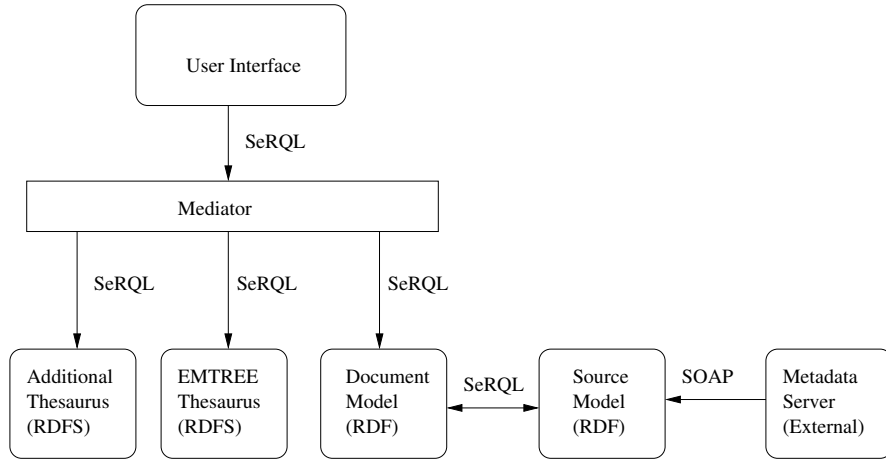 User Interface
SeRQL
Mediator
SeRQL
SeRQL
SeRQL
Additional
Thesaurus
(RDFS)
EMTREE
Thesaurus
(RDFS)
Document
Model
(RDF)
SeRQL
Source
Model
(RDF)
SOAP
Metadata
Server
(External)